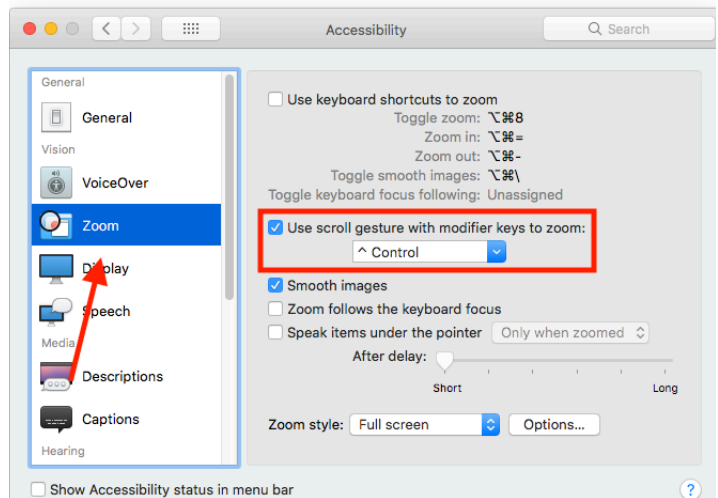 Accessibility
Search
General
General
Vision
VoiceOver
Zoom
Display
Speech
Media
Descriptions
Captions
Hearing
Use keyboard shortcuts to zoom
Toggle zoom: ⌥⌘8
Zoom in: ⌥⌘=
Zoom out: ⌥⌘-
Toggle smooth images: ⌥⌘\
Toggle keyboard focus following: Unassigned
Use scroll gesture with modifier keys to zoom:
^ Control
Smooth images
Zoom follows the keyboard focus
Speak items under the pointer Only when zoomed
After delay:
Short Long
Zoom style: Full screen Options...
Show Accessibility status in menu bar ?